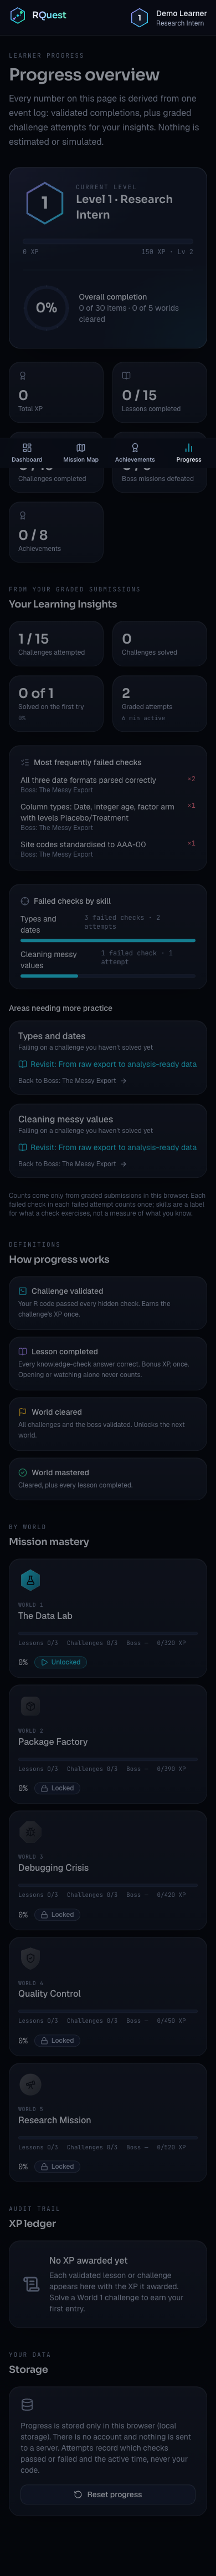 RQuest
1
Demo Learner
Research Intern
LEARNER PROGRESS
Progress overview
Every number on this page is derived from one
event log: validated completions, plus graded
challenge attempts for your insights. Nothing is
estimated or simulated.
1
CURRENT LEVEL
Level 1 · Research
Intern
0 XP
150 XP → Lv 2
0%
Overall completion
0 of 30 items · 0 of 5 worlds
cleared
0
Total XP
0 / 15
Lessons completed
Dashboard
Mission Map
Achievements
Progress
Challenges completed
Boss missions defeated
0 / 8
Achievements
FROM YOUR GRADED SUBMISSIONS
Your Learning Insights
1 / 15
Challenges attempted
0
Challenges solved
0 of 1
Solved on the first try
0%
2
Graded attempts
6 min active
Most frequently failed checks
All three date formats parsed correctly
×2
Boss: The Messy Export
Column types: Date, integer age, factor arm
with levels Placebo/Treatment
×1
Boss: The Messy Export
Site codes standardised to AAA-00
×1
Boss: The Messy Export
Failed checks by skill
Types and
dates
3 failed checks · 2
attempts
Cleaning messy
values
1 failed check · 1
attempt
Areas needing more practice
Types and dates
Failing on a challenge you haven't solved yet
Revisit: From raw export to analysis-ready data
Back to Boss: The Messy Export →
Cleaning messy values
Failing on a challenge you haven't solved yet
Revisit: From raw export to analysis-ready data
Back to Boss: The Messy Export →
Counts come only from graded submissions in this browser. Each
failed check in each failed attempt counts once; skills are a label
for what a check exercises, not a measure of what you know.
DEFINITIONS
How progress works
Challenge validated
Your R code passed every hidden check. Earns the
challenge's XP once.
Lesson completed
Every knowledge-check answer correct. Bonus XP, once.
Opening or watching alone never counts.
World cleared
All challenges and the boss validated. Unlocks the next
world.
World mastered
Cleared, plus every lesson completed.
BY WORLD
Mission mastery
WORLD 1
The Data Lab
Lessons 0/3 Challenges 0/3 Boss — 0/320 XP
0%
Unlocked
WORLD 2
Package Factory
Lessons 0/3 Challenges 0/3 Boss — 0/390 XP
0%
Locked
WORLD 3
Debugging Crisis
Lessons 0/3 Challenges 0/3 Boss — 0/420 XP
0%
Locked
WORLD 4
Quality Control
Lessons 0/3 Challenges 0/3 Boss — 0/450 XP
0%
Locked
WORLD 5
Research Mission
Lessons 0/3 Challenges 0/3 Boss — 0/520 XP
0%
Locked
AUDIT TRAIL
XP ledger
No XP awarded yet
Each validated lesson or challenge
appears here with the XP it awarded.
Solve a World 1 challenge to earn your
first entry.
YOUR DATA
Storage
Progress is stored only in this browser (local
storage). There is no account and nothing is sent
to a server. Attempts record which checks
passed or failed and the active time, never your
code.
Reset progress